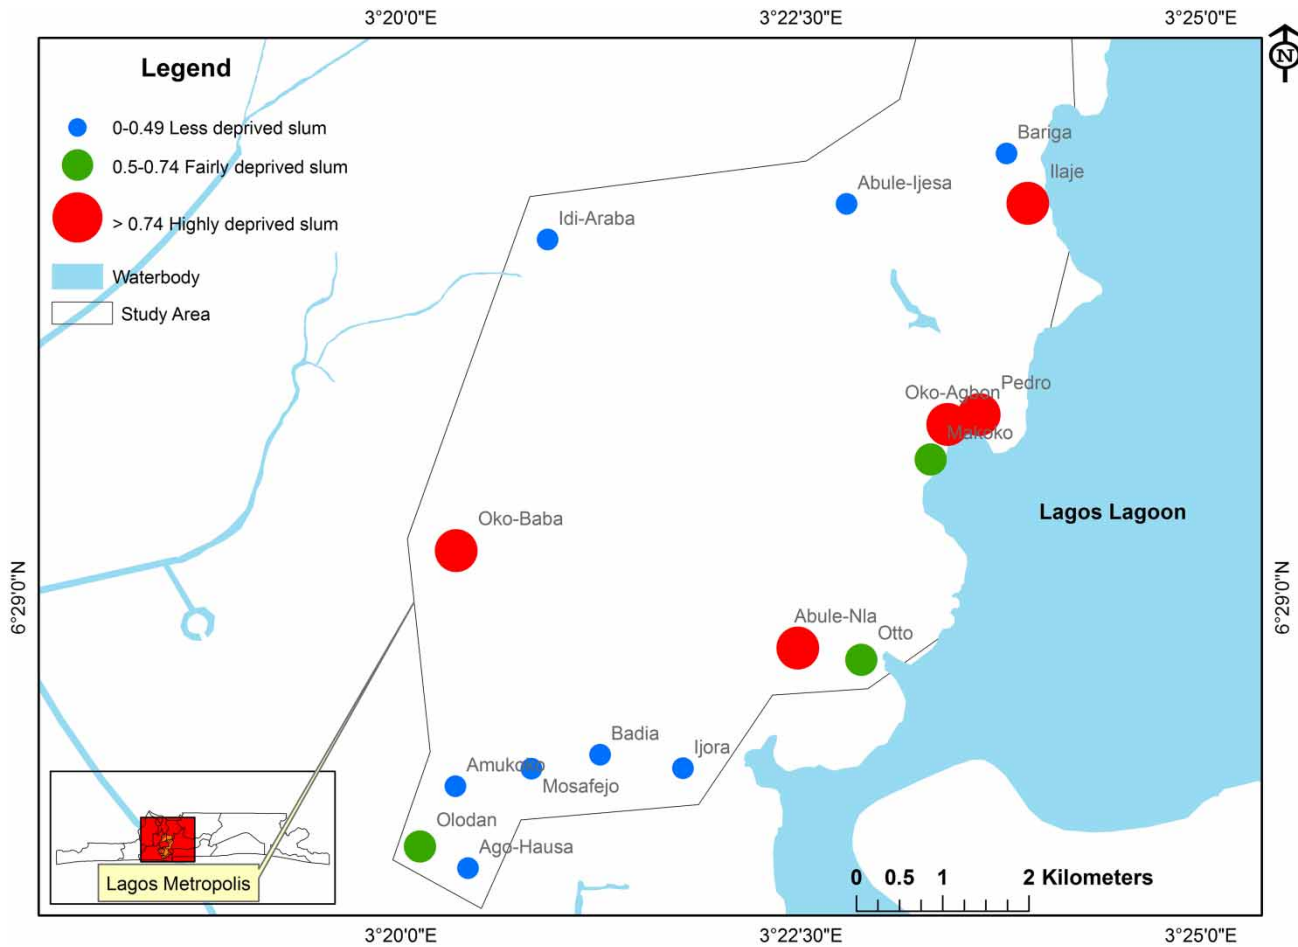 3°20'0"E
3°22'30"E
3°25'0"E
N
Legend
0-0.49 Less deprived slum
0.5-0.74 Fairly deprived slum
> 0.74 Highly deprived slum
Waterbody
Study Area
Bariga
Ilaje
Abule-Ijesa
Idi-Araba
Pedro
Oko-Agbon
Makoko
Lagos Lagoon
Oko-Baba
6°29'0"N
6°29'0"N
Abule-Nla
Otto
Badia
Ijora
Amukoko
Mosafejo
Olodan
Ago-Hausa
Lagos Metropolis
0 0.5 1 2 Kilometers
3°20'0"E
3°22'30"E
3°25'0"E